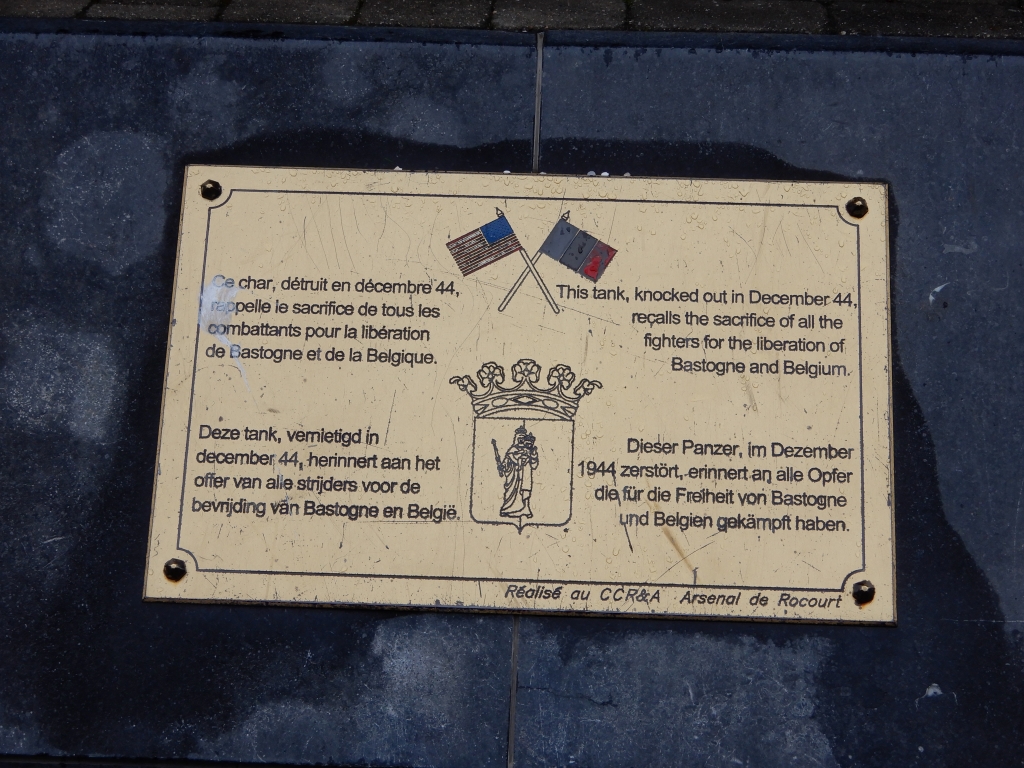 Ce char, détruit en décembre 44,
rappelle le sacrifice de tous les
combattants pour la libération
de Bastogne et de la Belgique.
This tank, knocked out in December 44,
recalls the sacrifice of all the
fighters for the liberation of
Bastogne and Belgium.
Deze tank, vernietigd in
december 44, herinnert aan het
offer van alle strijders voor de
bevrijding van Bastogne en België.
Dieser Panzer, im Dezember
1944 zerstört, erinnert an alle Opfer
die für die Freiheit von Bastogne
und Belgien gekämpft haben.
Réalisé au CCR&A Arsenal de Rocourt